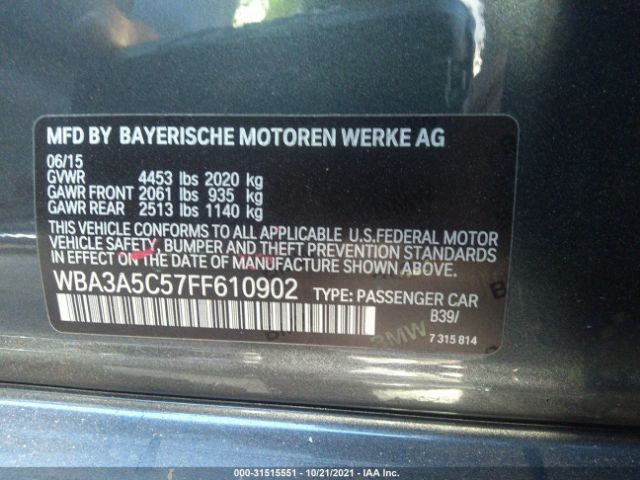 MFD BY BAYERISCHE MOTOREN WERKE AG
06/15
GVWR 4453 lbs 2020 kg
GAWR FRONT 2061 lbs 935 kg
GAWR REAR 2513 lbs 1140 kg
THIS VEHICLE CONFORMS TO ALL APPLICABLE U.S.FEDERAL MOTOR
VEHICLE SAFETY, BUMPER AND THEFT PREVENTION STANDARDS
IN EFFECT ON THE DATE OF MANUFACTURE SHOWN ABOVE.
WBA3A5C57FF610902 TYPE: PASSENGER CAR
B39/
BMW
7 315 814
000-31515551 - 10/21/2021 - IAA Inc.